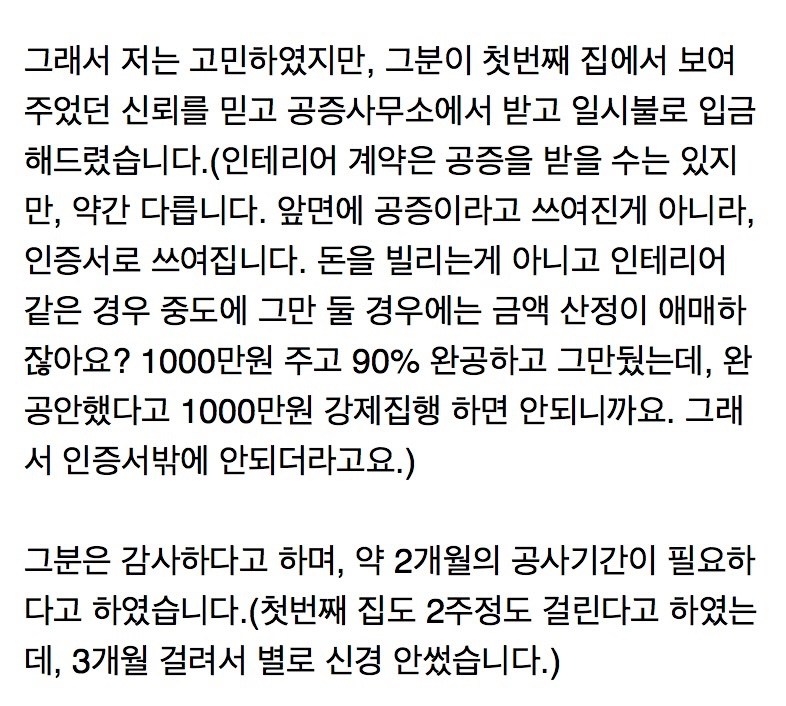 그래서 저는 고민하였지만, 그분이 첫번째 집에서 보여
주었던 신뢰를 믿고 공증사무소에서 받고 일시불로 입금
해드렸습니다.(인테리어 계약은 공증을 받을 수는 있지
만, 약간 다릅니다. 앞면에 공증이라고 쓰여진게 아니라,
인증서로 쓰여집니다. 돈을 빌리는게 아니고 인테리어
같은 경우 중도에 그만 둘 경우에는 금액 산정이 애매하
잖아요? 1000만원 주고 90% 완공하고 그만뒀는데, 완
공안했다고 1000만원 강제집행 하면 안되니까요. 그래
서 인증서밖에 안되더라고요.)
그분은 감사하다고 하며, 약 2개월의 공사기간이 필요하
다고 하였습니다.(첫번째 집도 2주정도 걸린다고 하였는
데, 3개월 걸려서 별로 신경 안썼습니다.)